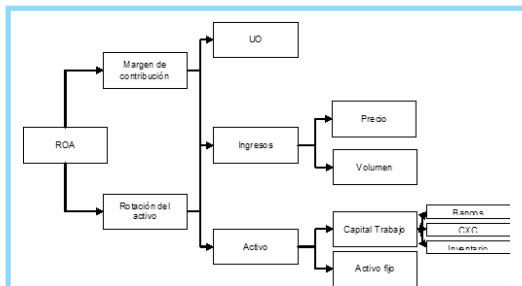 UO
Margen de
contribución
Precio
ROA
Ingresos
Volumen
Rotación del
activo
Bancos
Capital Trabajo
CXC
Activo
Inventario
Activo fijo